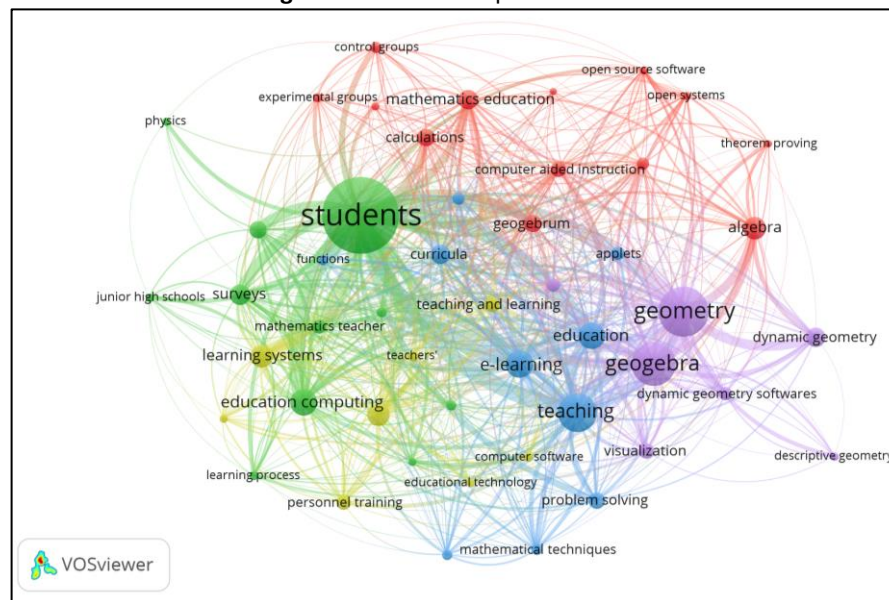 control groups
open source software
experimental groups
mathematics education
open systems
physics
calculations
theorem proving
computer aided instruction
students
geogebrum
algebra
functions
curricula
applets
junior high schools
surveys
teaching and learning
geometry
mathematics teacher
education
dynamic geometry
learning systems
teachers'
e-learning
geogebra
education computing
dynamic geometry softwares
teaching
computer software
visualization
descriptive geometry
learning process
educational technology
personnel training
problem solving
mathematical techniques
VOSviewer